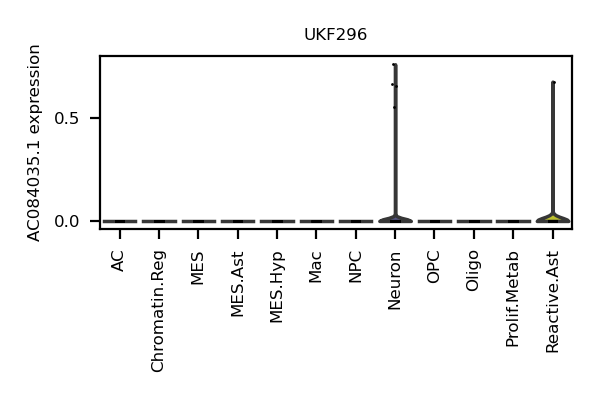 UKF296
AC084035.1 expression
0.5
0.0
AC
Chromatin.Reg
MES
MES.Ast
MES.Hyp
Mac
NPC
Neuron
OPC
Oligo
Prolif.Metab
Reactive.Ast